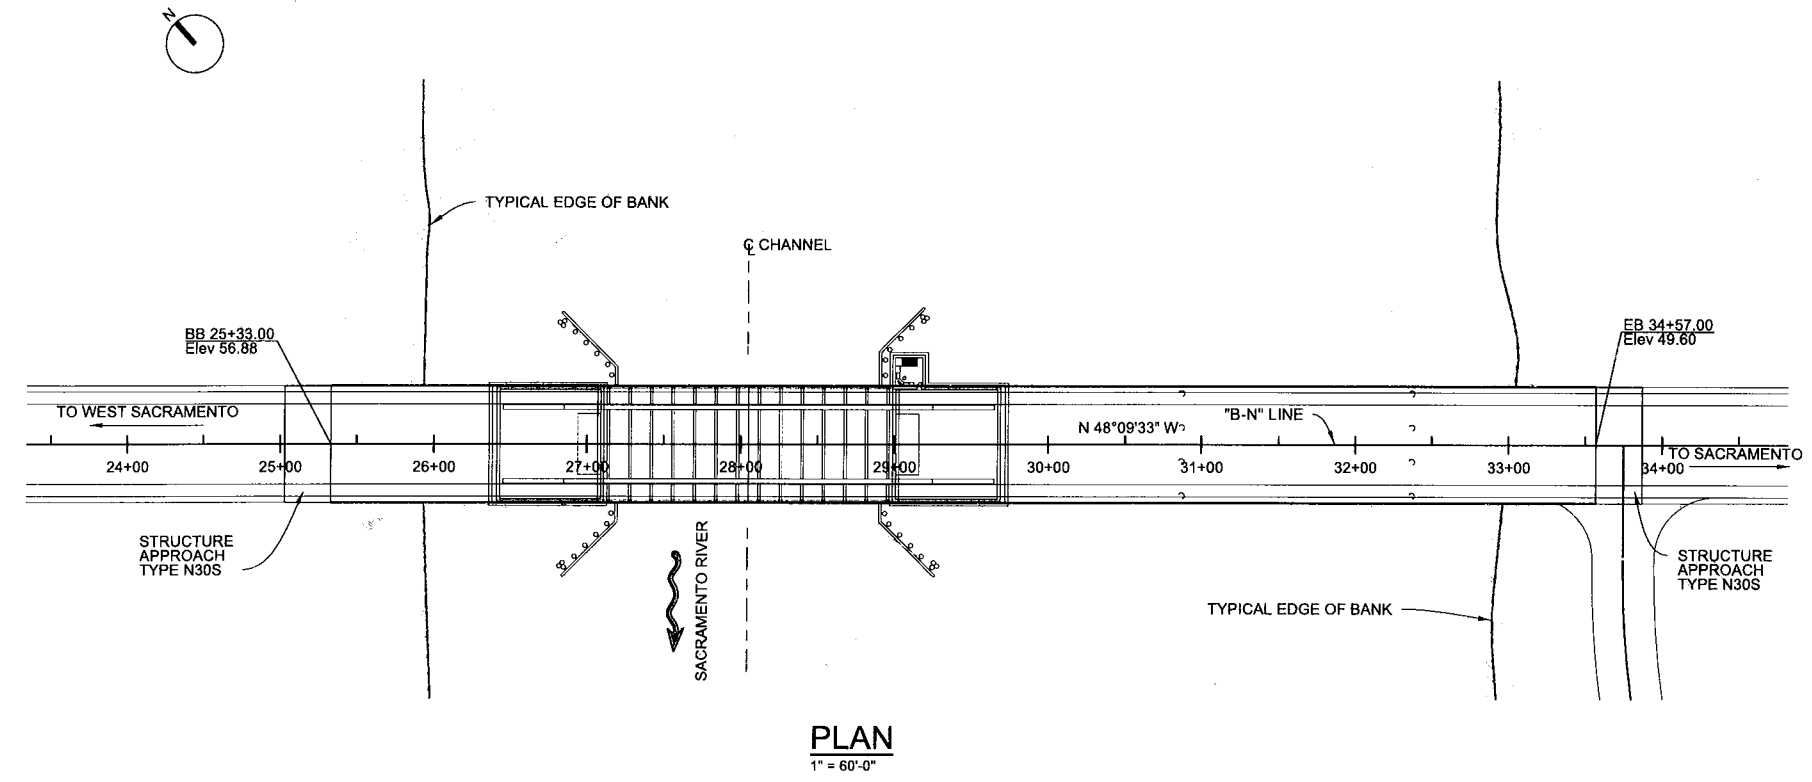 N
TYPICAL EDGE OF BANK
℄ CHANNEL
BB 25+33.00
Elev 56.88
EB 34+57.00
Elev 49.60
TO WEST SACRAMENTO
"B-N" LINE
N 48°09'33" W
TO SACRAMENTO
24+00
25+00
26+00
27+00
28+00
29+00
30+00
31+00
32+00
33+00
34+00
STRUCTURE
APPROACH
TYPE N30S
SACRAMENTO RIVER
STRUCTURE
APPROACH
TYPE N30S
TYPICAL EDGE OF BANK
PLAN
1" = 60'-0"